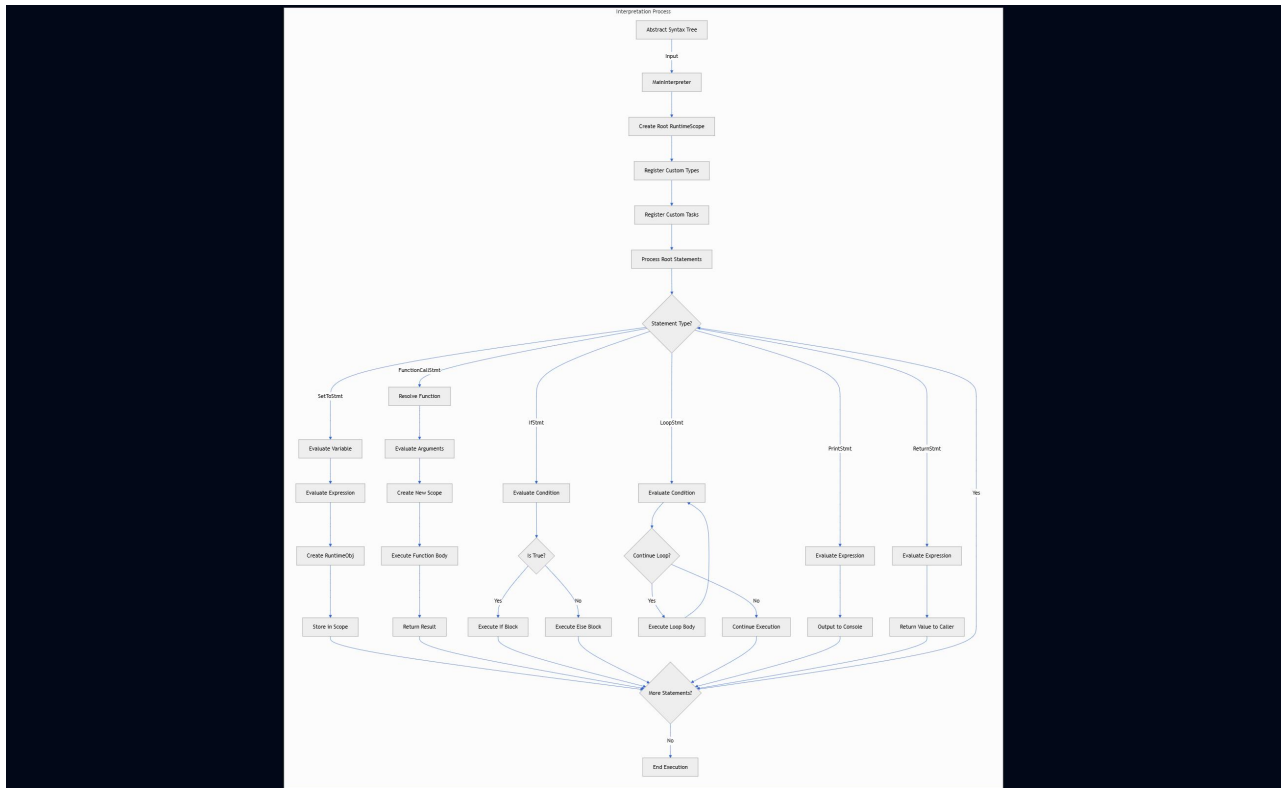 Interpretation Process
Abstract Syntax Tree
Input
MainInterpreter
Create Root RuntimeScope
Register Custom Types
Register Custom Tasks
Process Root Statements
Statement Type?
SetToStmt
FunctionCallStmt
IfStmt
LoopStmt
PrintStmt
ReturnStmt
Yes
Resolve Function
Evaluate Variable
Evaluate Arguments
Evaluate Expression
Create New Scope
Evaluate Condition
Evaluate Condition
Create RuntimeObj
Execute Function Body
Is True?
Continue Loop?
Evaluate Expression
Evaluate Expression
Yes
No
Yes
No
Store in Scope
Return Result
Execute If Block
Execute Else Block
Execute Loop Body
Continue Execution
Output to Console
Return Value to Caller
More Statements?
No
End Execution